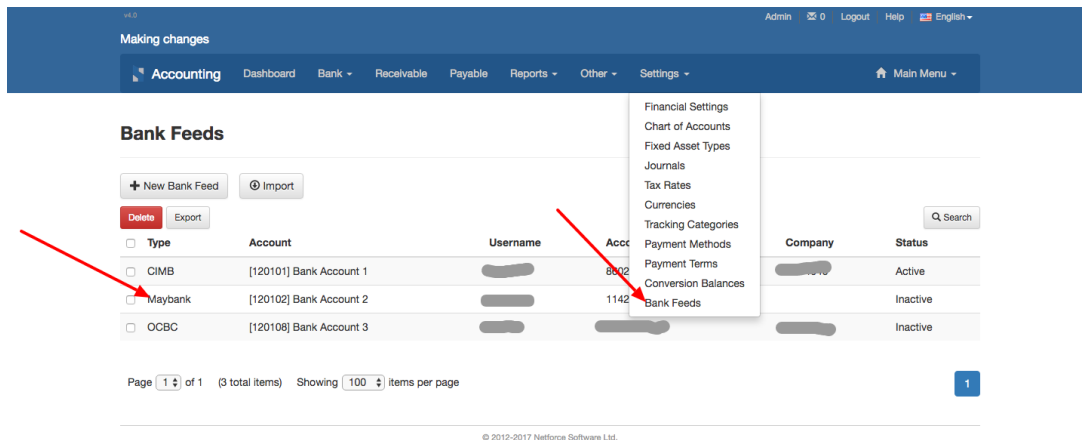 v4.0 Admin 0 Logout Help English
Making changes
Accounting Dashboard Bank Receivable Payable Reports Other Settings Main Menu
Financial Settings
Chart of Accounts
Fixed Asset Types
Journals
Tax Rates
Currencies
Tracking Categories
Payment Methods
Payment Terms
Conversion Balances
Bank Feeds
Bank Feeds
New Bank Feed Import
Delete Export Search
Type Account Username Company Status
CIMB [120101] Bank Account 1 Active
Maybank [120102] Bank Account 2 1142 Inactive
OCBC [120108] Bank Account 3 Inactive
Page 1 of 1 (3 total items) Showing 100 items per page 1
© 2012-2017 Netforce Software Ltd.